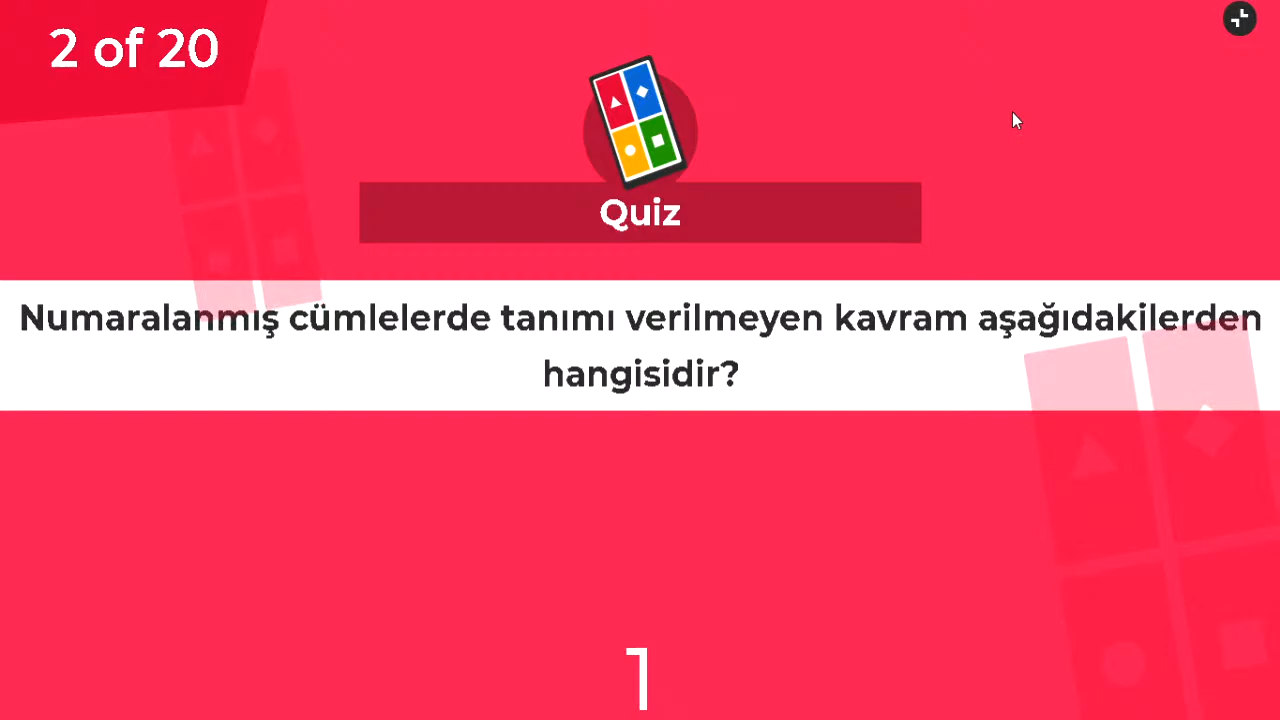 2 of 20
Quiz
Numaralanmış cümlelerde tanımı verilmeyen kavram aşağıdakilerden
hangisidir?
1